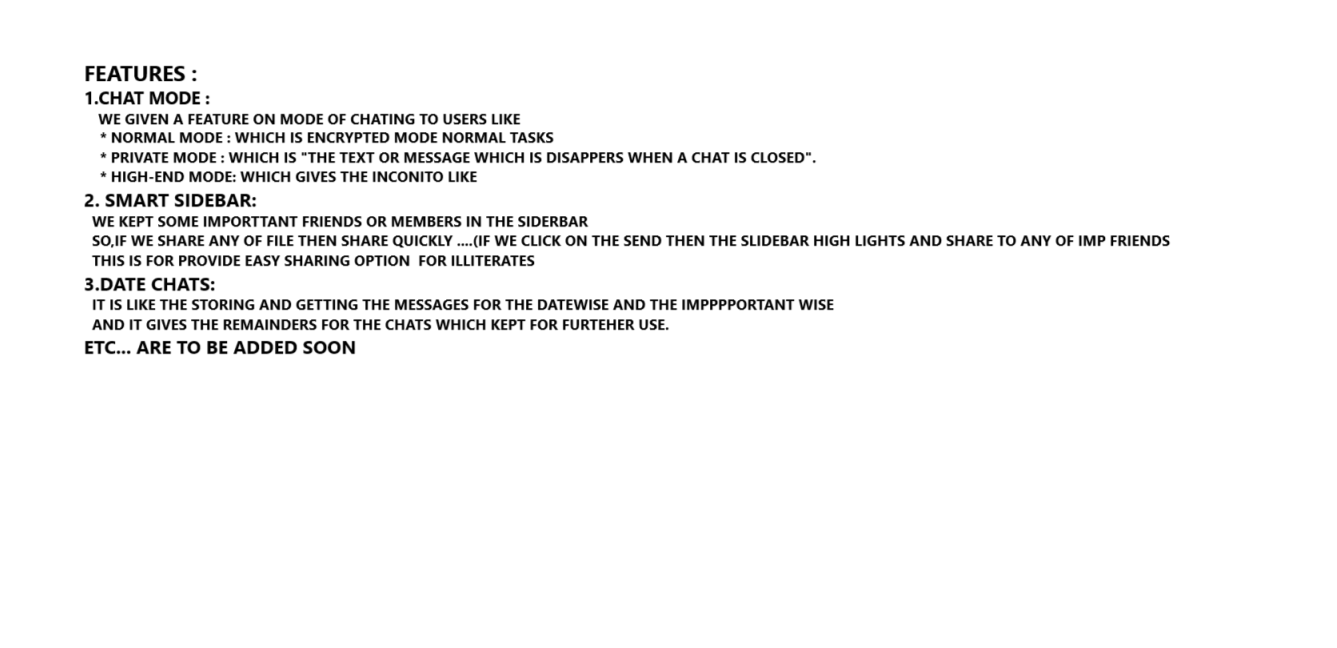 FEATURES :
1.CHAT MODE :
WE GIVEN A FEATURE ON MODE OF CHATING TO USERS LIKE
* NORMAL MODE : WHICH IS ENCRYPTED MODE NORMAL TASKS
* PRIVATE MODE : WHICH IS "THE TEXT OR MESSAGE WHICH IS DISAPPERS WHEN A CHAT IS CLOSED".
* HIGH-END MODE: WHICH GIVES THE INCONITO LIKE
2. SMART SIDEBAR:
WE KEPT SOME IMPORTTANT FRIENDS OR MEMBERS IN THE SIDERBAR
SO,IF WE SHARE ANY OF FILE THEN SHARE QUICKLY ....(IF WE CLICK ON THE SEND THEN THE SLIDEBAR HIGH LIGHTS AND SHARE TO ANY OF IMP FRIENDS
THIS IS FOR PROVIDE EASY SHARING OPTION  FOR ILLITERATES
3.DATE CHATS:
IT IS LIKE THE STORING AND GETTING THE MESSAGES FOR THE DATEWISE AND THE IMPPPPORTANT WISE
AND IT GIVES THE REMAINDERS FOR THE CHATS WHICH KEPT FOR FURTEHER USE.
ETC... ARE TO BE ADDED SOON